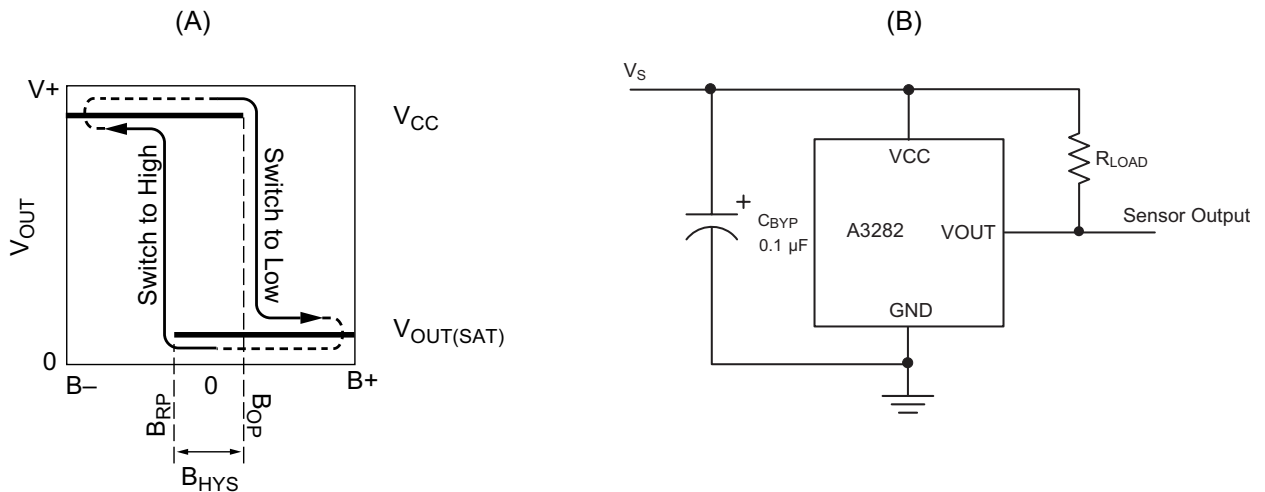 (A)
V+
VCC
Switch to High
Switch to Low
VOUT
VOUT(SAT)
0
B–
0
B+
BRP
BOP
BHYS
(B)
VS
VCC
RLOAD
+
CBYP
0.1 µF
A3282
VOUT
Sensor Output
GND